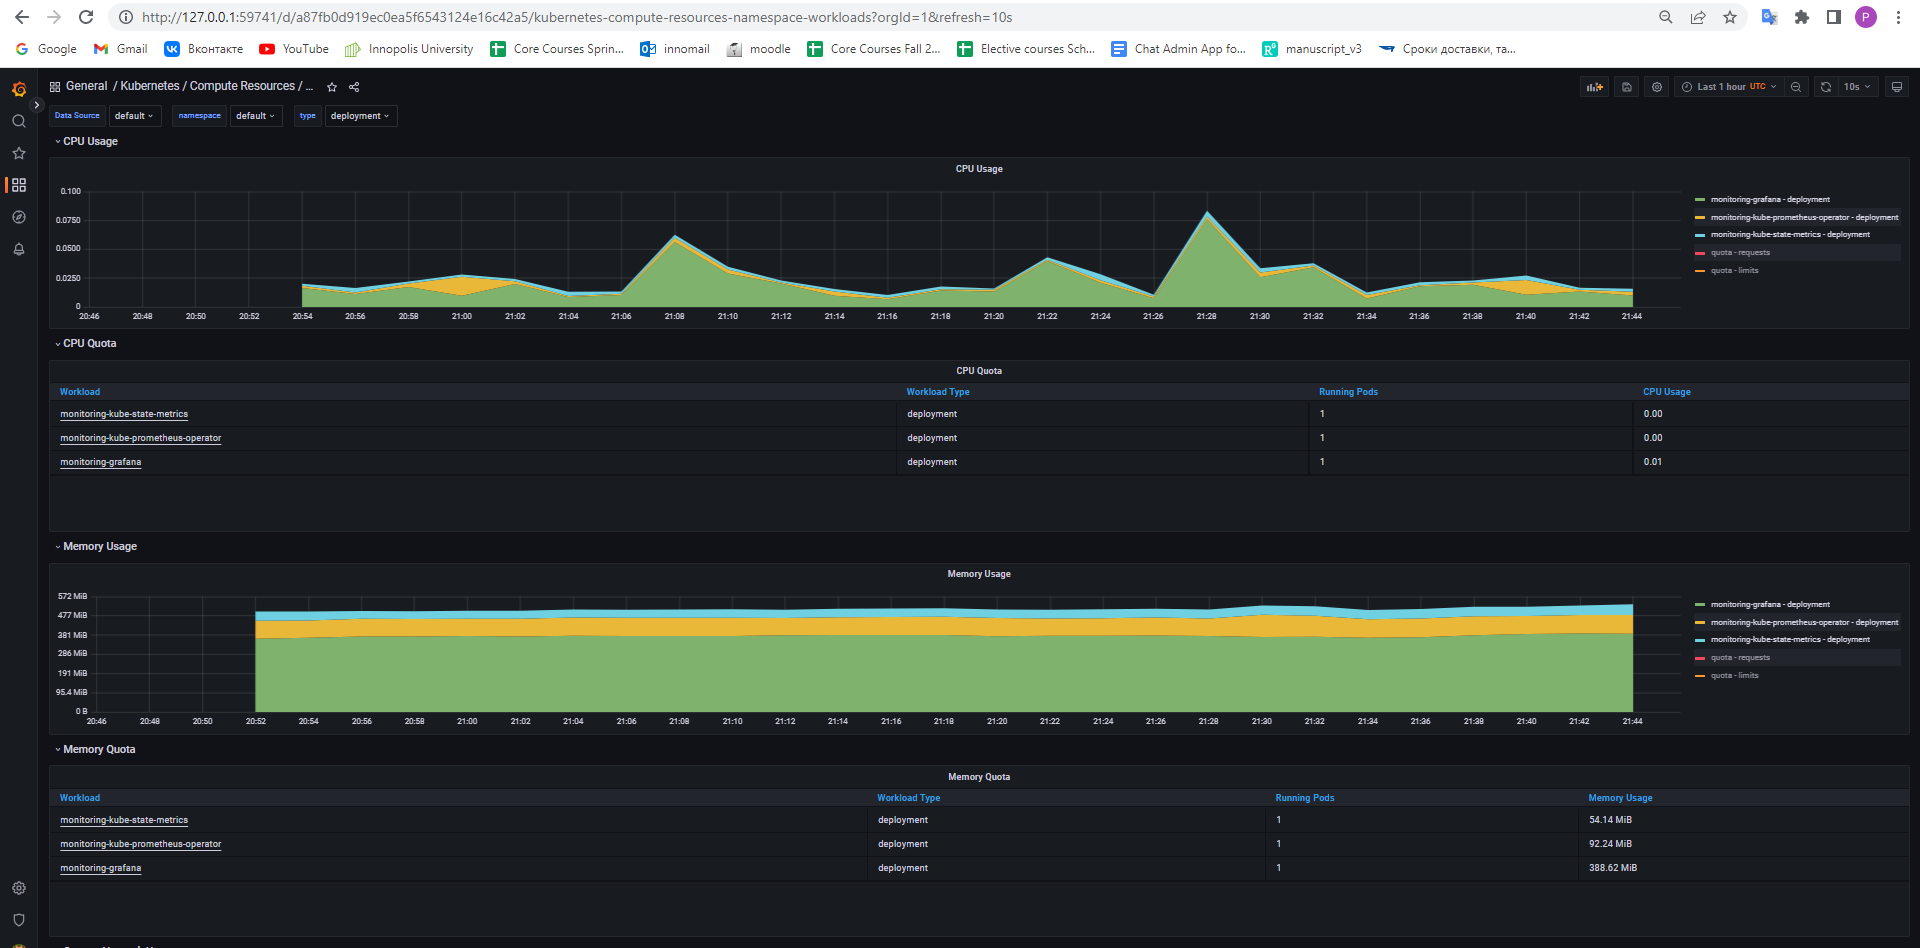 http://127.0.0.1:59741/d/a87fb0d919ec0ea5f6543124e16c42a5/kubernetes-compute-resources-namespace-workloads?orgId=1&refresh=10s
P
Google Gmail Вконтакте YouTube Innopolis University Core Courses Sprin... innomail moodle Core Courses Fall 2... Elective courses Sch... Chat Admin App fo... manuscript_v3 Сроки доставки, та...
General / Kubernetes / Compute Resources / ...
Last 1 hour UTC 10s
Data Source default namespace default type deployment
CPU Usage
CPU Usage
0.100
0.0750
0.0500
0.0250
0
20:46 20:48 20:50 20:52 20:54 20:56 20:58 21:00 21:02 21:04 21:06 21:08 21:10 21:12 21:14 21:16 21:18 21:20 21:22 21:24 21:26 21:28 21:30 21:32 21:34 21:36 21:38 21:40 21:42 21:44
monitoring-grafana - deployment
monitoring-kube-prometheus-operator - deployment
monitoring-kube-state-metrics - deployment
quota - requests
quota - limits
CPU Quota
CPU Quota
Workload Workload Type Running Pods CPU Usage
monitoring-kube-state-metrics deployment 1 0.00
monitoring-kube-prometheus-operator deployment 1 0.00
monitoring-grafana deployment 1 0.01
Memory Usage
Memory Usage
572 MiB
477 MiB
381 MiB
286 MiB
191 MiB
95.4 MiB
0 B
20:46 20:48 20:50 20:52 20:54 20:56 20:58 21:00 21:02 21:04 21:06 21:08 21:10 21:12 21:14 21:16 21:18 21:20 21:22 21:24 21:26 21:28 21:30 21:32 21:34 21:36 21:38 21:40 21:42 21:44
monitoring-grafana - deployment
monitoring-kube-prometheus-operator - deployment
monitoring-kube-state-metrics - deployment
quota - requests
quota - limits
Memory Quota
Memory Quota
Workload Workload Type Running Pods Memory Usage
monitoring-kube-state-metrics deployment 1 54.14 MiB
monitoring-kube-prometheus-operator deployment 1 92.24 MiB
monitoring-grafana deployment 1 388.62 MiB